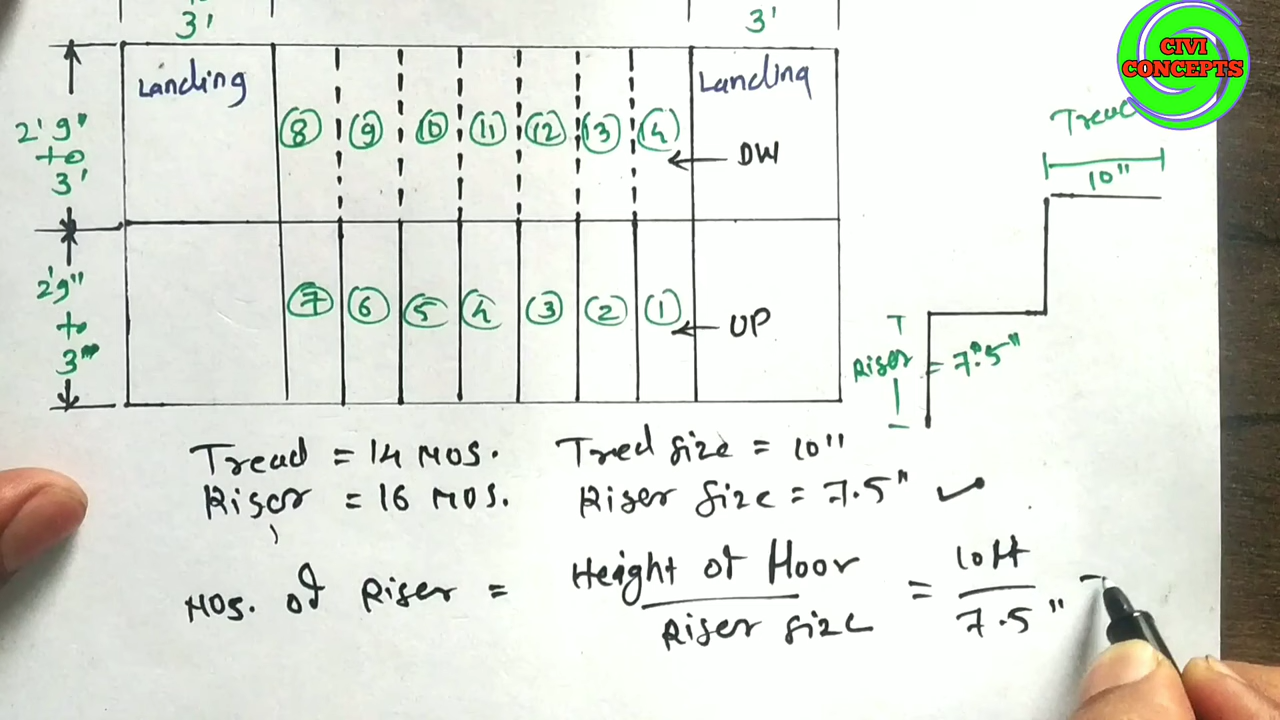 3' 3'
CIVI
CONCEPTS
Landing Landing
Tread
10"
2'9"
to
3'
8 9 10 11 12 13 14
DW
2'9"
to
3"
7 6 5 4 3 2 1
UP
Riser = 7.5"
Tread = 14 Nos. Tred Size = 10"
Riser = 16 Nos. Riser Size = 7.5" ✓
Nos. of Riser = Height of Floor / Riser Size = 10ft / 7.5" =